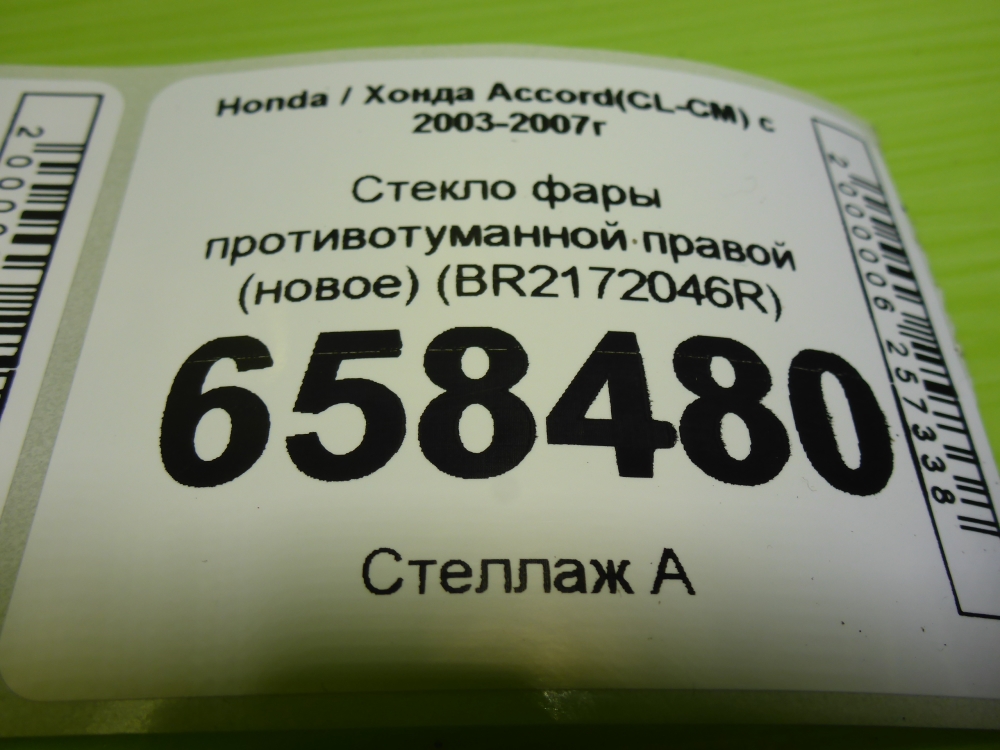 Honda / Хонда Accord(CL-CM) с
2003-2007г
Стекло фары
противотуманной правой
(новое) (BR2172046R)
658480
Стеллаж А
2000006257338